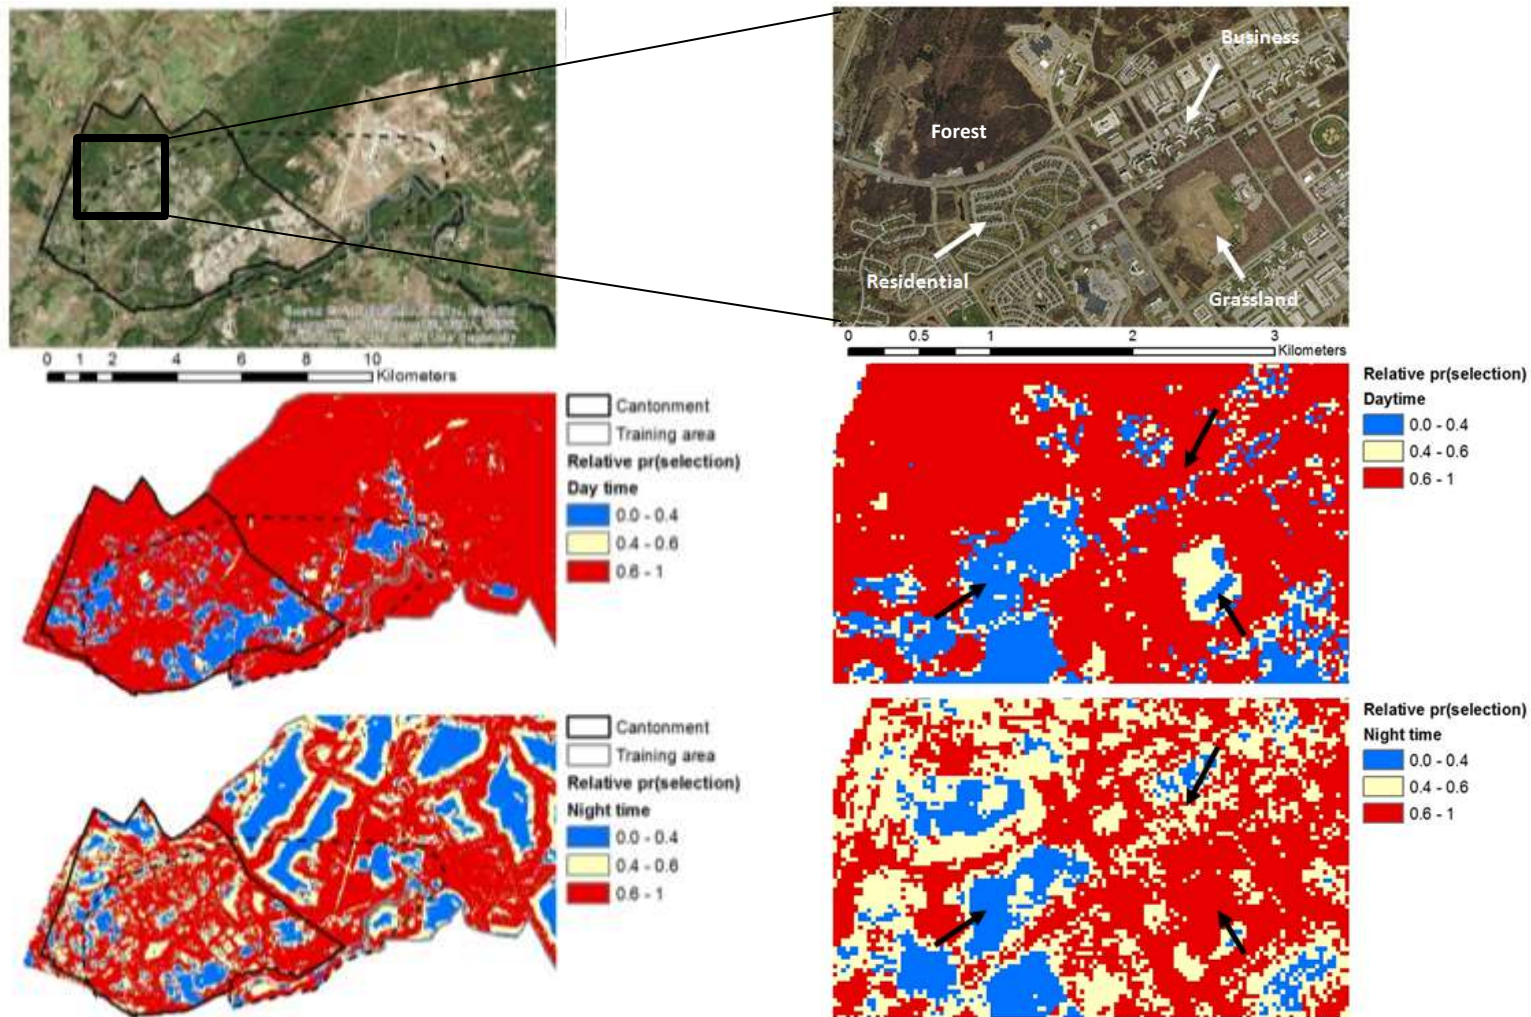 Business
Forest
Residential
Grassland
0 1 2 4 6 8 10
Kilometers
0 0.5 1 2 3
Kilometers
Cantonment
Training area
Relative pr(selection)
Day time
0.0 - 0.4
0.4 - 0.6
0.6 - 1
Relative pr(selection)
Daytime
0.0 - 0.4
0.4 - 0.6
0.6 - 1
Cantonment
Training area
Relative pr(selection)
Night time
0.0 - 0.4
0.4 - 0.6
0.6 - 1
Relative pr(selection)
Night time
0.0 - 0.4
0.4 - 0.6
0.6 - 1